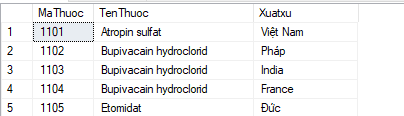 MaThuoc TenThuoc Xuatxu
1 1101 Atropin sulfat Việt Nam
2 1102 Bupivacain hydroclorid Pháp
3 1103 Bupivacain hydroclorid India
4 1104 Bupivacain hydroclorid France
5 1105 Etomidat Đức